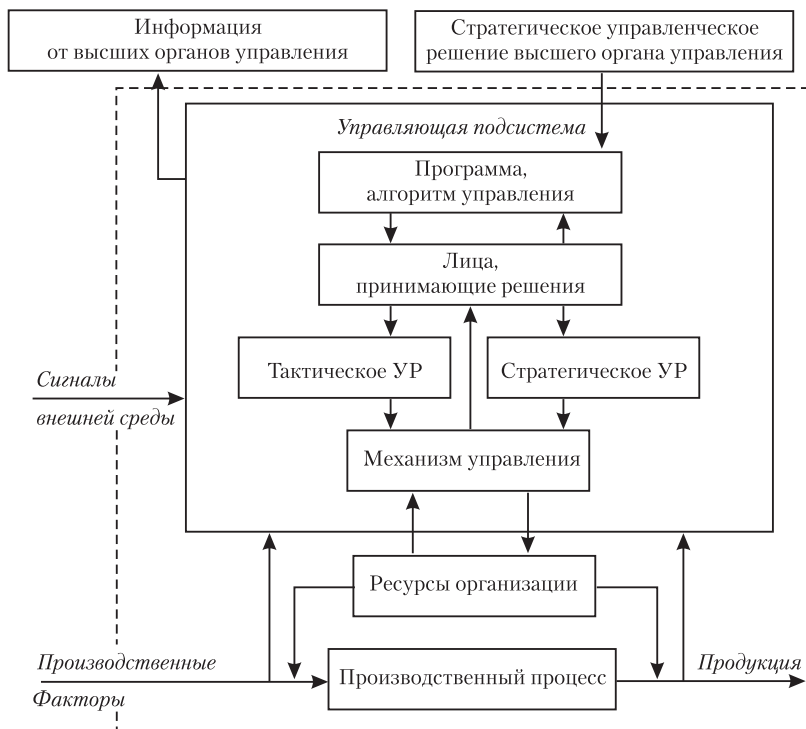 Информация
от высших органов управления
Стратегическое управленческое
решение высшего органа управления
Управляющая подсистема
Программа,
алгоритм управления
Лица,
принимающие решения
Тактическое УР
Стратегическое УР
Сигналы
внешней среды
Механизм управления
Ресурсы организации
Производственные
Факторы
Производственный процесс
Продукция